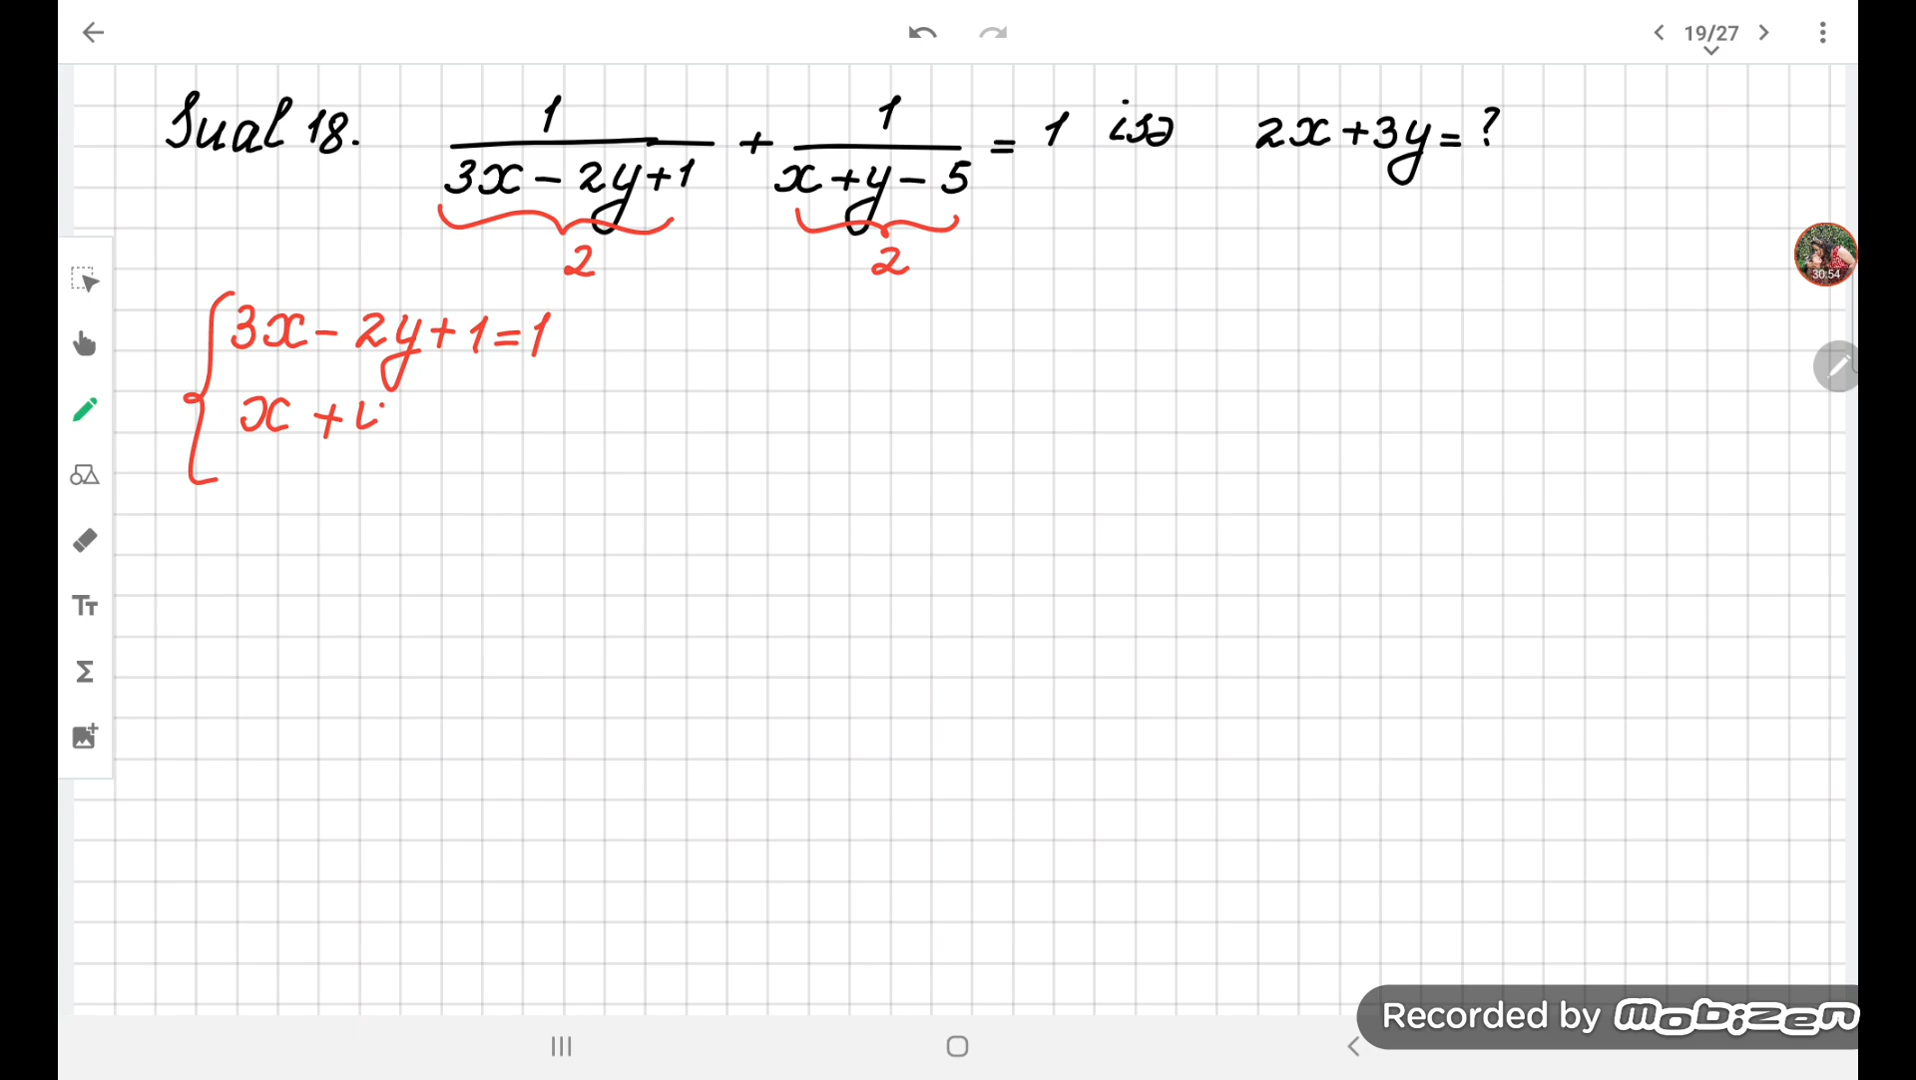 19/27
Sual 18. 1/(3x-2y+1) + 1/(x+y-5) = 1 isə 2x+3y=?
2 2
30:54
3x-2y+1=1
x+
Tт
Σ
Recorded by mobizen